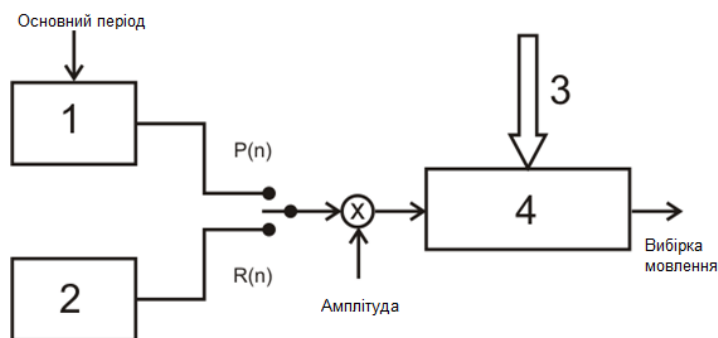 Основний період
1
3
P(n)
x
4
2
R(n)
Амплітуда
Вибірка
мовлення